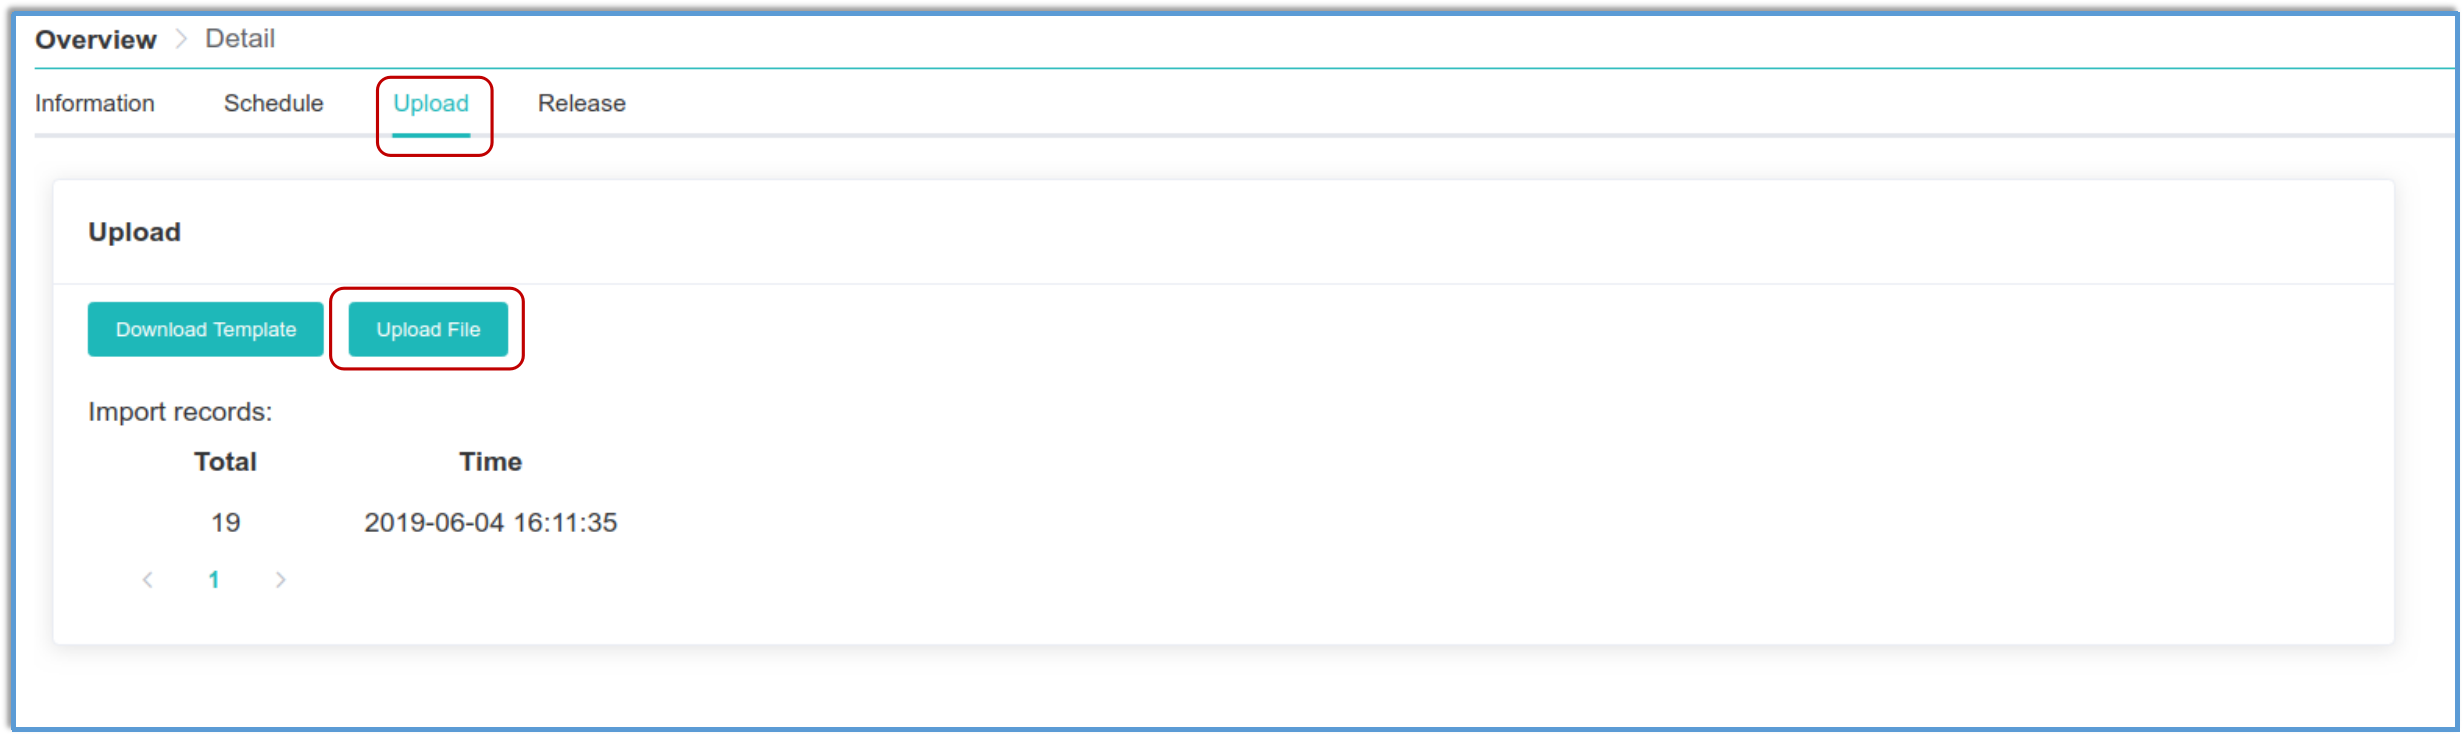 Overview > Detail
Information Schedule Upload Release
Upload
Download Template Upload File
Import records:
Total Time
19 2019-06-04 16:11:35
< 1 >